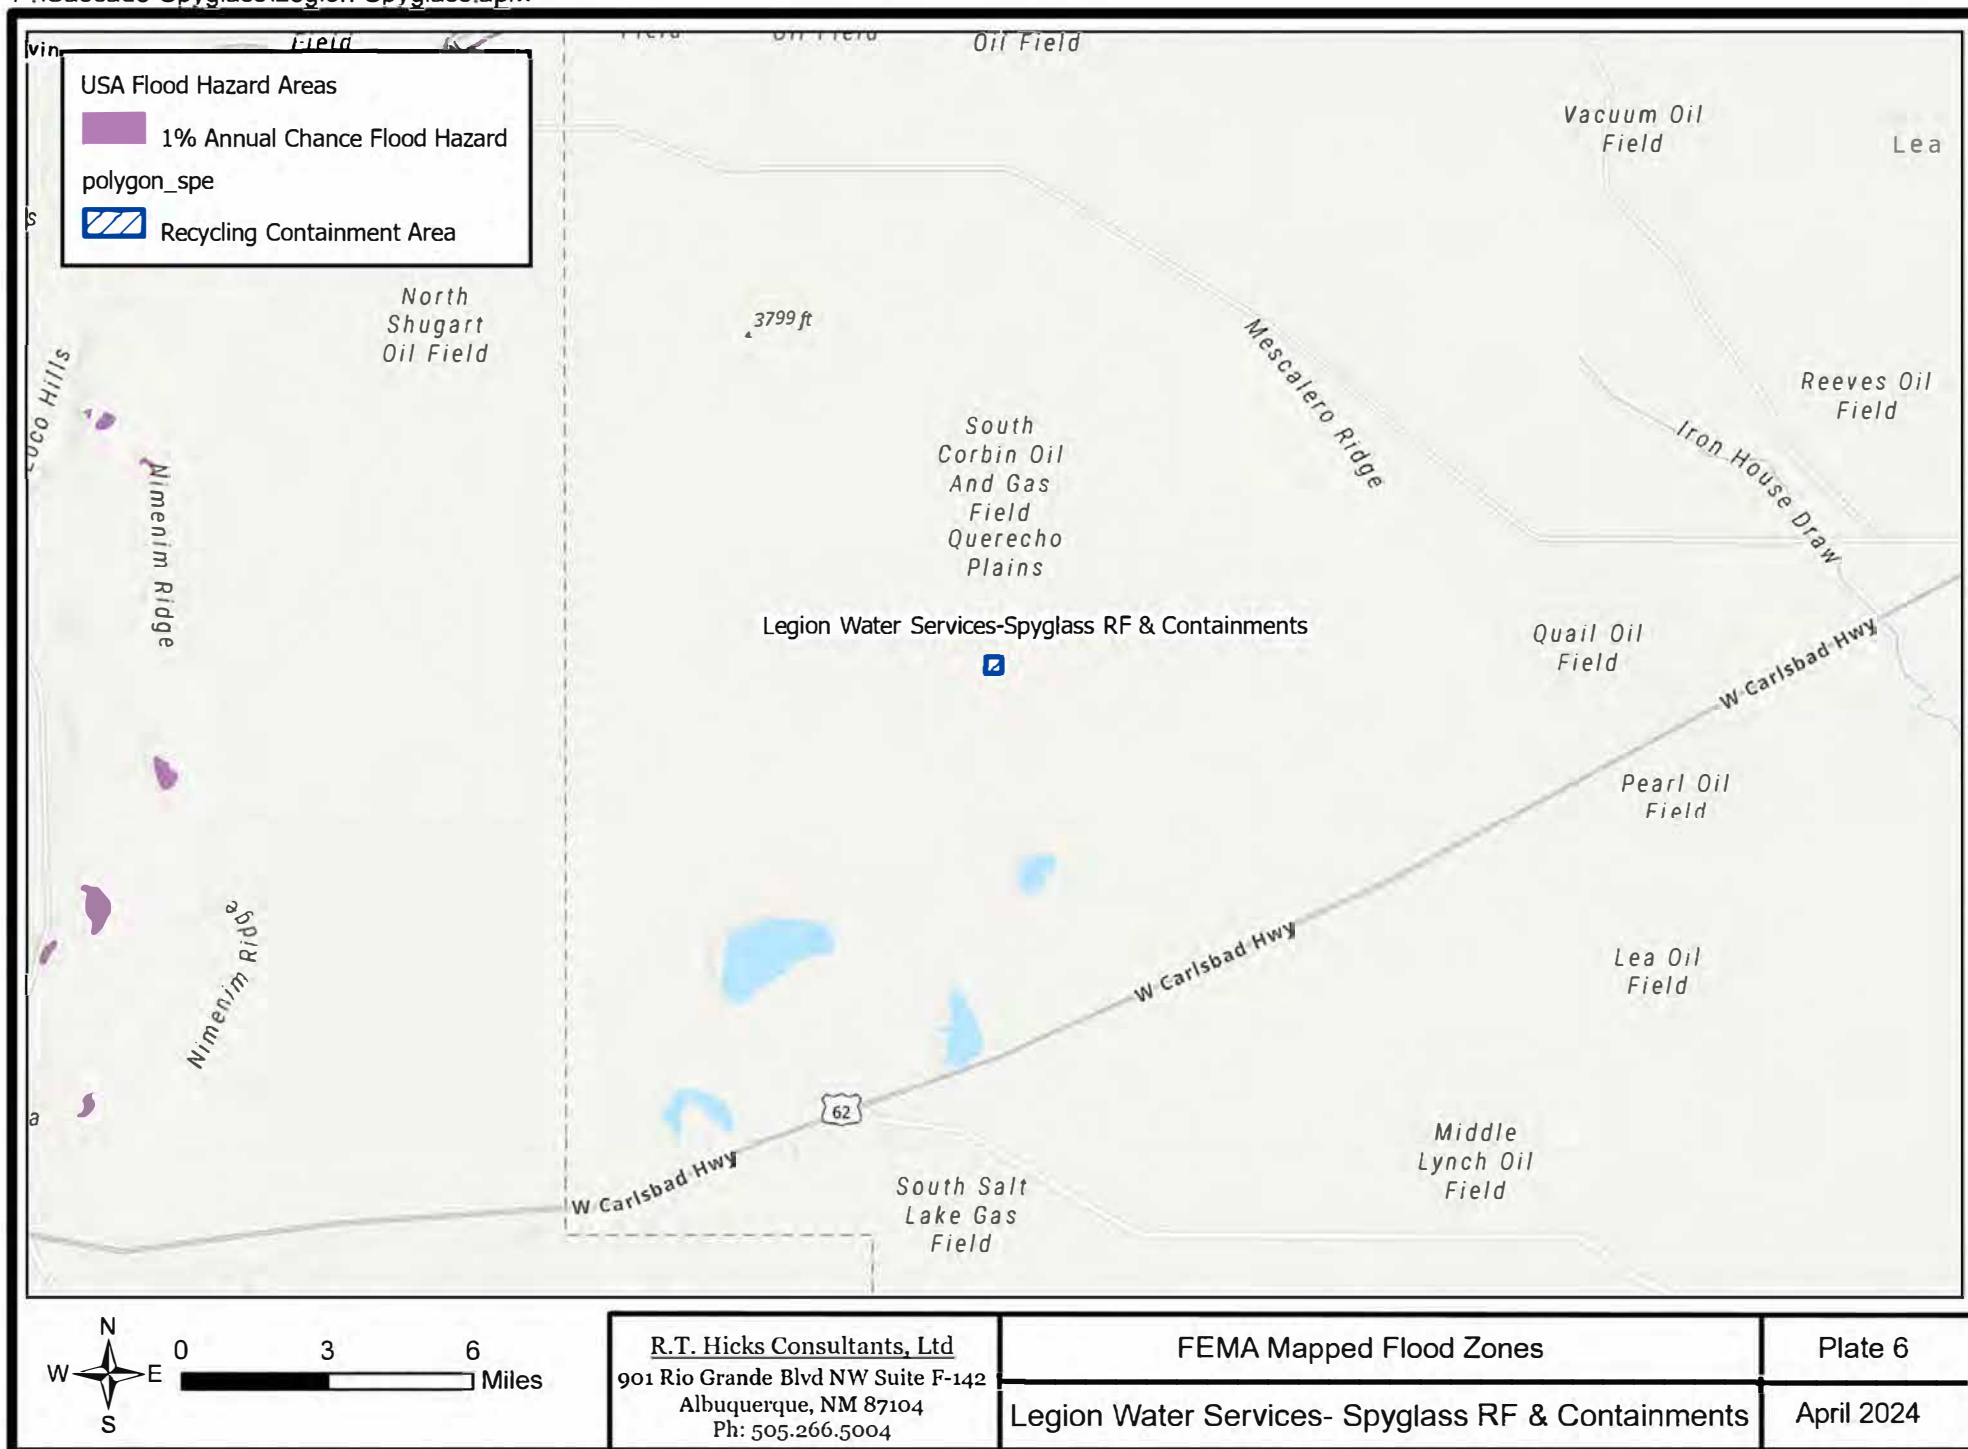 Field
Oil Field
Oil Field
USA Flood Hazard Areas
1% Annual Chance Flood Hazard
polygon_spe
Recycling Containment Area
Vacuum Oil
Field
Lea
North
Shugart
Oil Field
3799 ft
Loco Hills
Mescalero Ridge
Reeves Oil
Field
South
Corbin Oil
And Gas
Field
Querecho
Plains
Iron House Draw
Nimenim Ridge
Legion Water Services-Spyglass RF & Containments
Quail Oil
Field
W Carlsbad Hwy
Pearl Oil
Field
Nimenim Ridge
W Carlsbad Hwy
Lea Oil
Field
62
W Carlsbad Hwy
Middle
Lynch Oil
Field
South Salt
Lake Gas
Field
N
W E
S
0 3 6
Miles
R.T. Hicks Consultants, Ltd
901 Rio Grande Blvd NW Suite F-142
Albuquerque, NM 87104
Ph: 505.266.5004
FEMA Mapped Flood Zones
Legion Water Services- Spyglass RF & Containments
Plate 6
April 2024